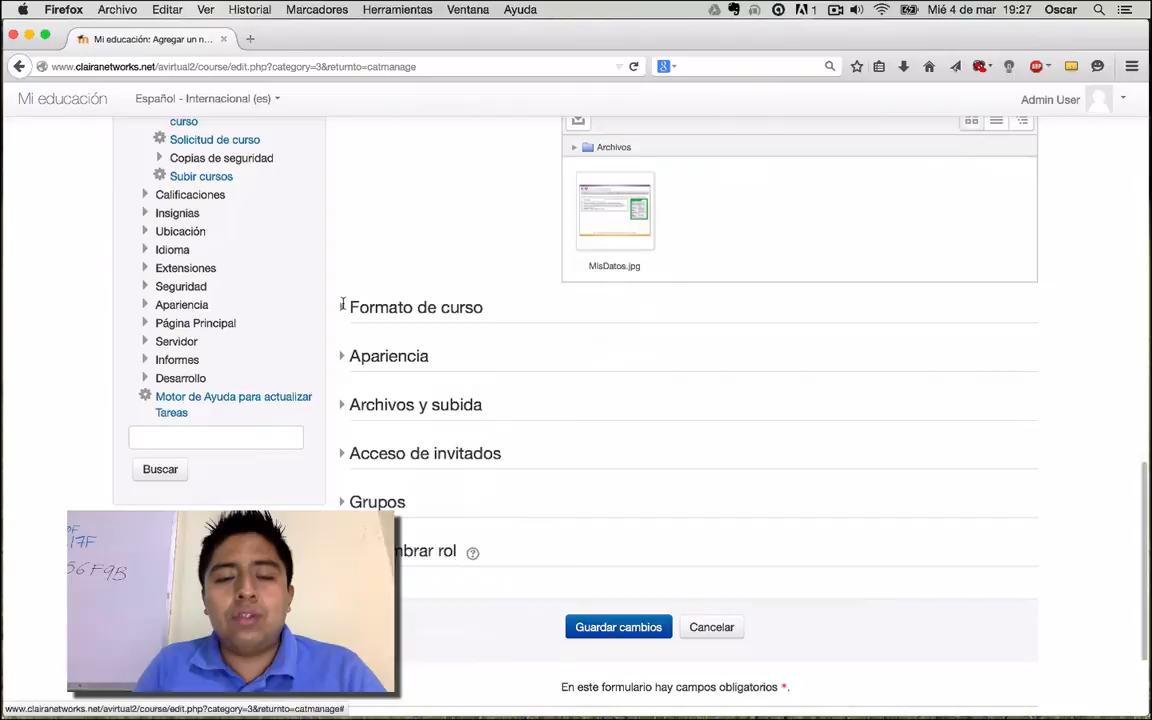 Firefox Archivo Editar Ver Historial Marcadores Herramientas Ventana Ayuda 1 Mié 4 de mar 19:27 Oscar
Mi educación: Agregar un n...
www.clairanetworks.net/avirtual2/course/edit.php?category=3&returnto=catmanage
Mi educación Español - Internacional (es) Admin User
curso
Solicitud de curso
Copias de seguridad
Subir cursos
Calificaciones
Insignias
Ubicación
Idioma
Extensiones
Seguridad
Apariencia
Página Principal
Servidor
Informes
Desarrollo
Motor de Ayuda para actualizar
Tareas
Buscar
Archivos
MisDatos.jpg
Formato de curso
Apariencia
Archivos y subida
Acceso de invitados
Grupos
mbrar rol
Guardar cambios Cancelar
En este formulario hay campos obligatorios *.
17F
56F9B
www.clairanetworks.net/avirtual2/course/edit.php?category=3&returnto=catmanage#